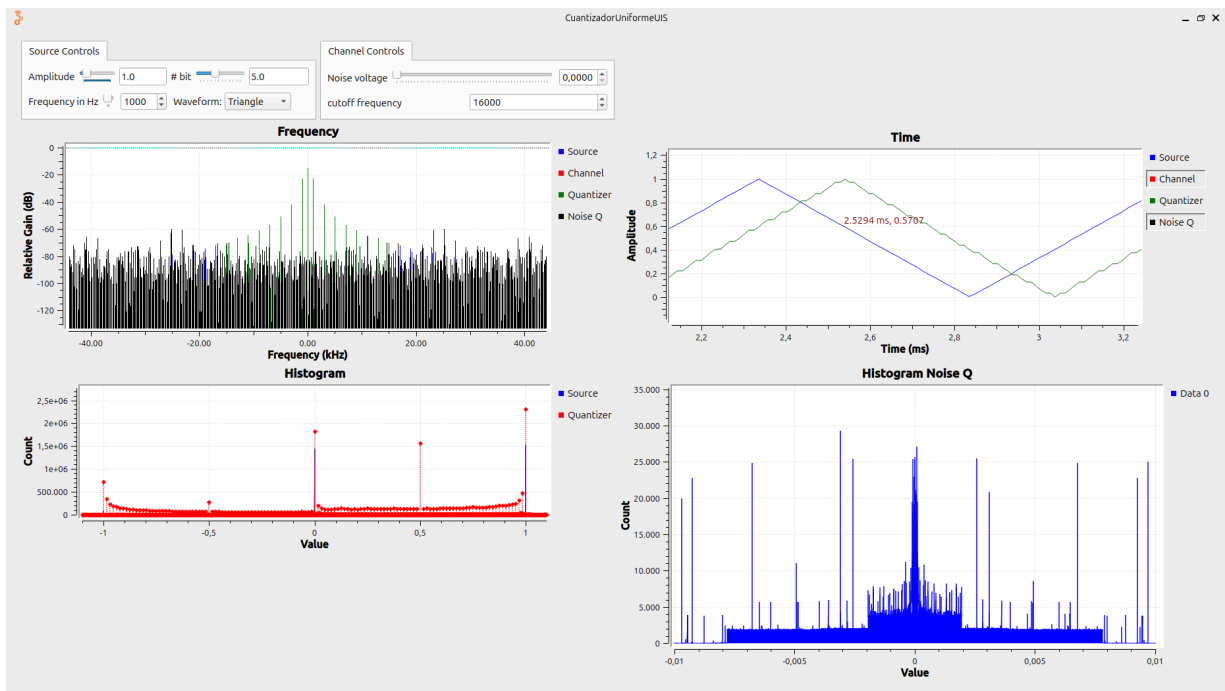 CuantizadorUniformeUIS
Source Controls
Amplitude 1.0 # bit 5.0
Frequency in Hz 1000 Waveform: Triangle
Channel Controls
Noise voltage 0,0000
cutoff frequency 16000
Frequency
Relative Gain (dB)
0
-20
-40
-60
-80
-100
-120
-40.00 -20.00 0.00 20.00 40.00
Frequency (kHz)
Source
Channel
Quantizer
Noise Q
Time
Amplitude
1,2
1
0,8
0,6
0,4
0,2
0
2.5294 ms, 0.5707
2,2 2,4 2,6 2,8 3 3,2
Time (ms)
Source
Channel
Quantizer
Noise Q
Histogram
Count
2,5e+06
2e+06
1,5e+06
1e+06
500.000
0
-1 -0,5 0 0,5 1
Value
Source
Quantizer
Histogram Noise Q
Count
35.000
30.000
25.000
20.000
15.000
10.000
5.000
0
-0,01 -0,005 0 0,005 0,01
Value
Data 0